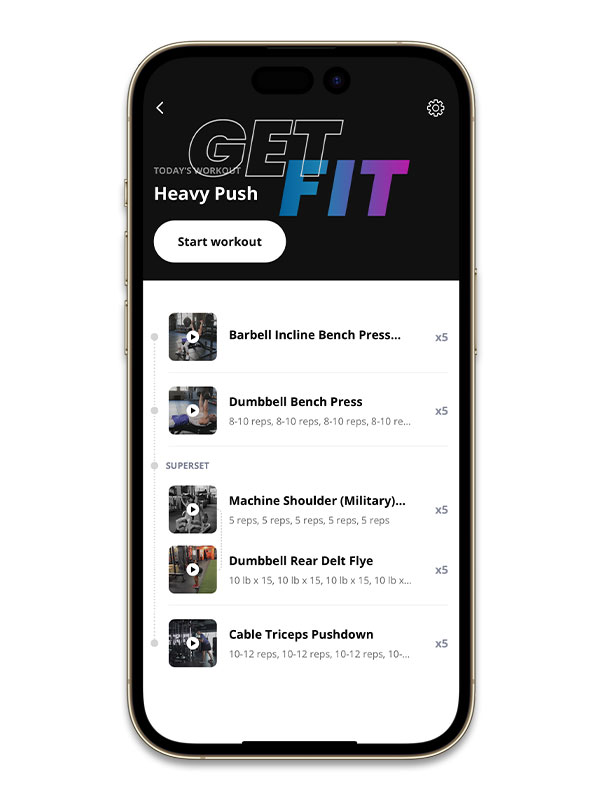 GET
FIT
TODAY'S WORKOUT
Heavy Push
Start workout
Barbell Incline Bench Press...
x5
Dumbbell Bench Press
8-10 reps, 8-10 reps, 8-10 reps, 8-10 re...
x5
SUPERSET
Machine Shoulder (Military)...
5 reps, 5 reps, 5 reps, 5 reps, 5 reps
x5
Dumbbell Rear Delt Flye
10 lb x 15, 10 lb x 15, 10 lb x 15, 10 lb x...
x5
Cable Triceps Pushdown
10-12 reps, 10-12 reps, 10-12 reps, 10-...
x5